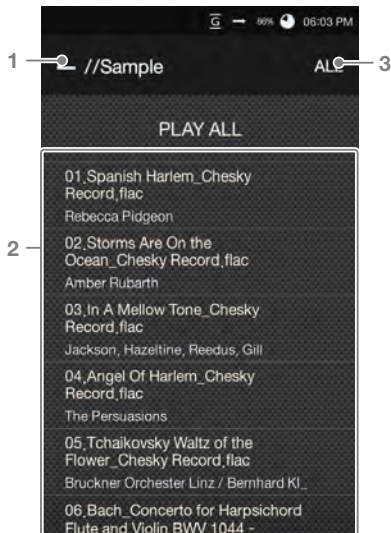 G → 86% 06:03 PM
1 //Sample ALL 3
PLAY ALL
01,Spanish Harlem_Chesky
Record,flac
Rebecca Pidgeon
2
02,Storms Are On the
Ocean_Chesky Record,flac
Amber Rubarth
03,In A Mellow Tone_Chesky
Record,flac
Jackson, Hazeltine, Reedus, Gill
04,Angel Of Harlem_Chesky
Record,flac
The Persuasions
05,Tchaikovsky Waltz of the
Flower_Chesky Record,flac
Bruckner Orchester Linz / Bernhard Kl_
06,Bach_Concerto for Harpsichord
Flute and Violin BWV 1044 -